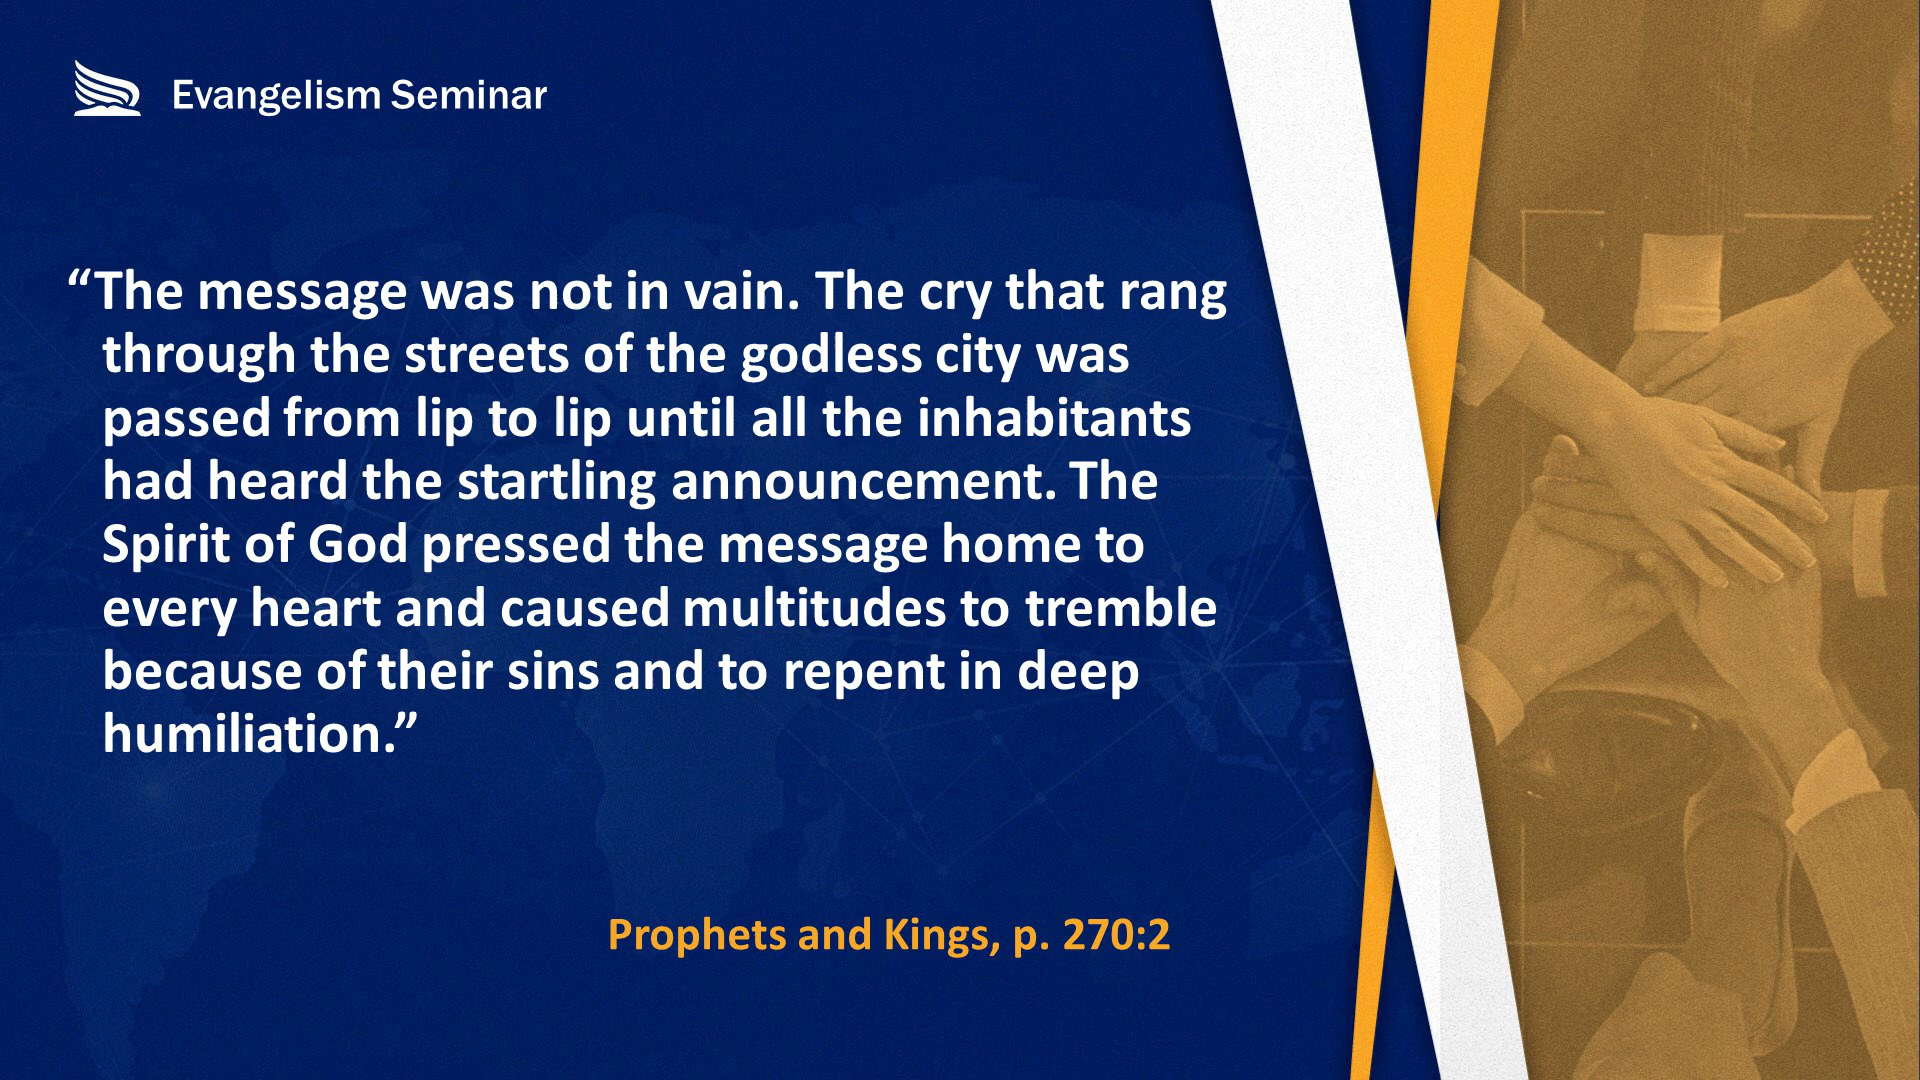 Evangelism Seminar
“The message was not in vain. The cry that rang
through the streets of the godless city was
passed from lip to lip until all the inhabitants
had heard the startling announcement. The
Spirit of God pressed the message home to
every heart and caused multitudes to tremble
because of their sins and to repent in deep
humiliation.”
Prophets and Kings, p. 270:2